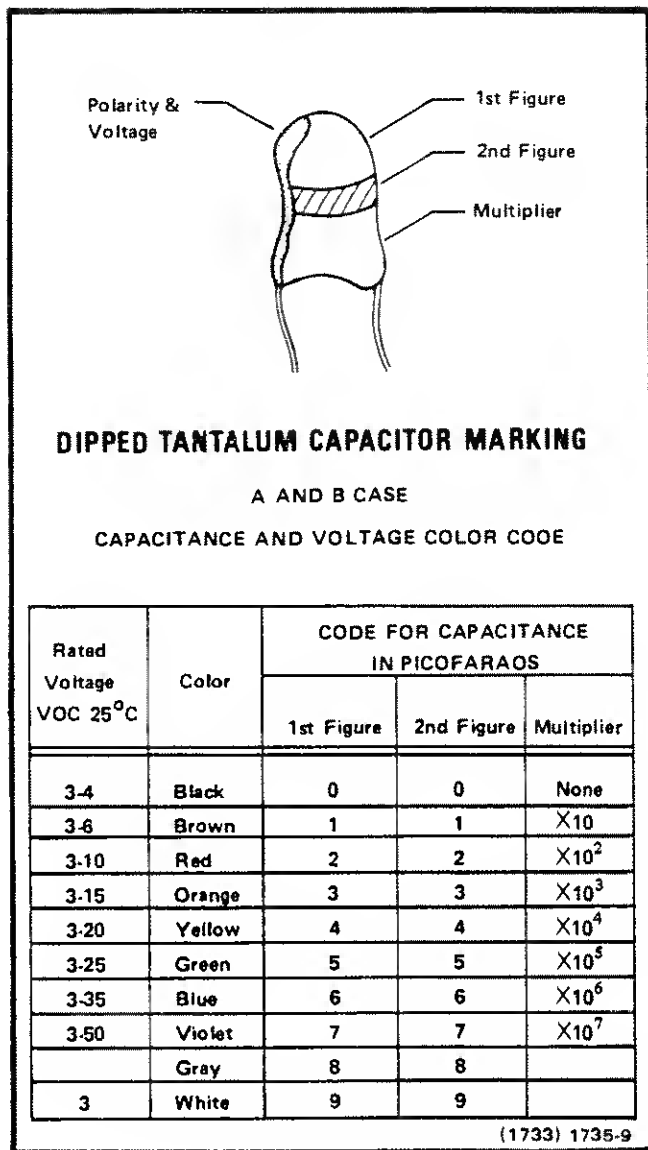 Polarity &
Voltage
1st Figure
2nd Figure
Multiplier
DIPPED TANTALUM CAPACITOR MARKING
A AND B CASE
CAPACITANCE AND VOLTAGE COLOR COOE
Rated
Voltage
VOC 25°C
Color
CODE FOR CAPACITANCE
IN PICOFARAOS
1st Figure 2nd Figure Multiplier
3-4 Black 0 0 None
3-6 Brown 1 1 X10
3-10 Red 2 2 X10²
3-15 Orange 3 3 X10³
3-20 Yellow 4 4 X10⁴
3-25 Green 5 5 X10⁵
3-35 Blue 6 6 X10⁶
3-50 Violet 7 7 X10⁷
Gray 8 8
3 White 9 9
(1733) 1735-9